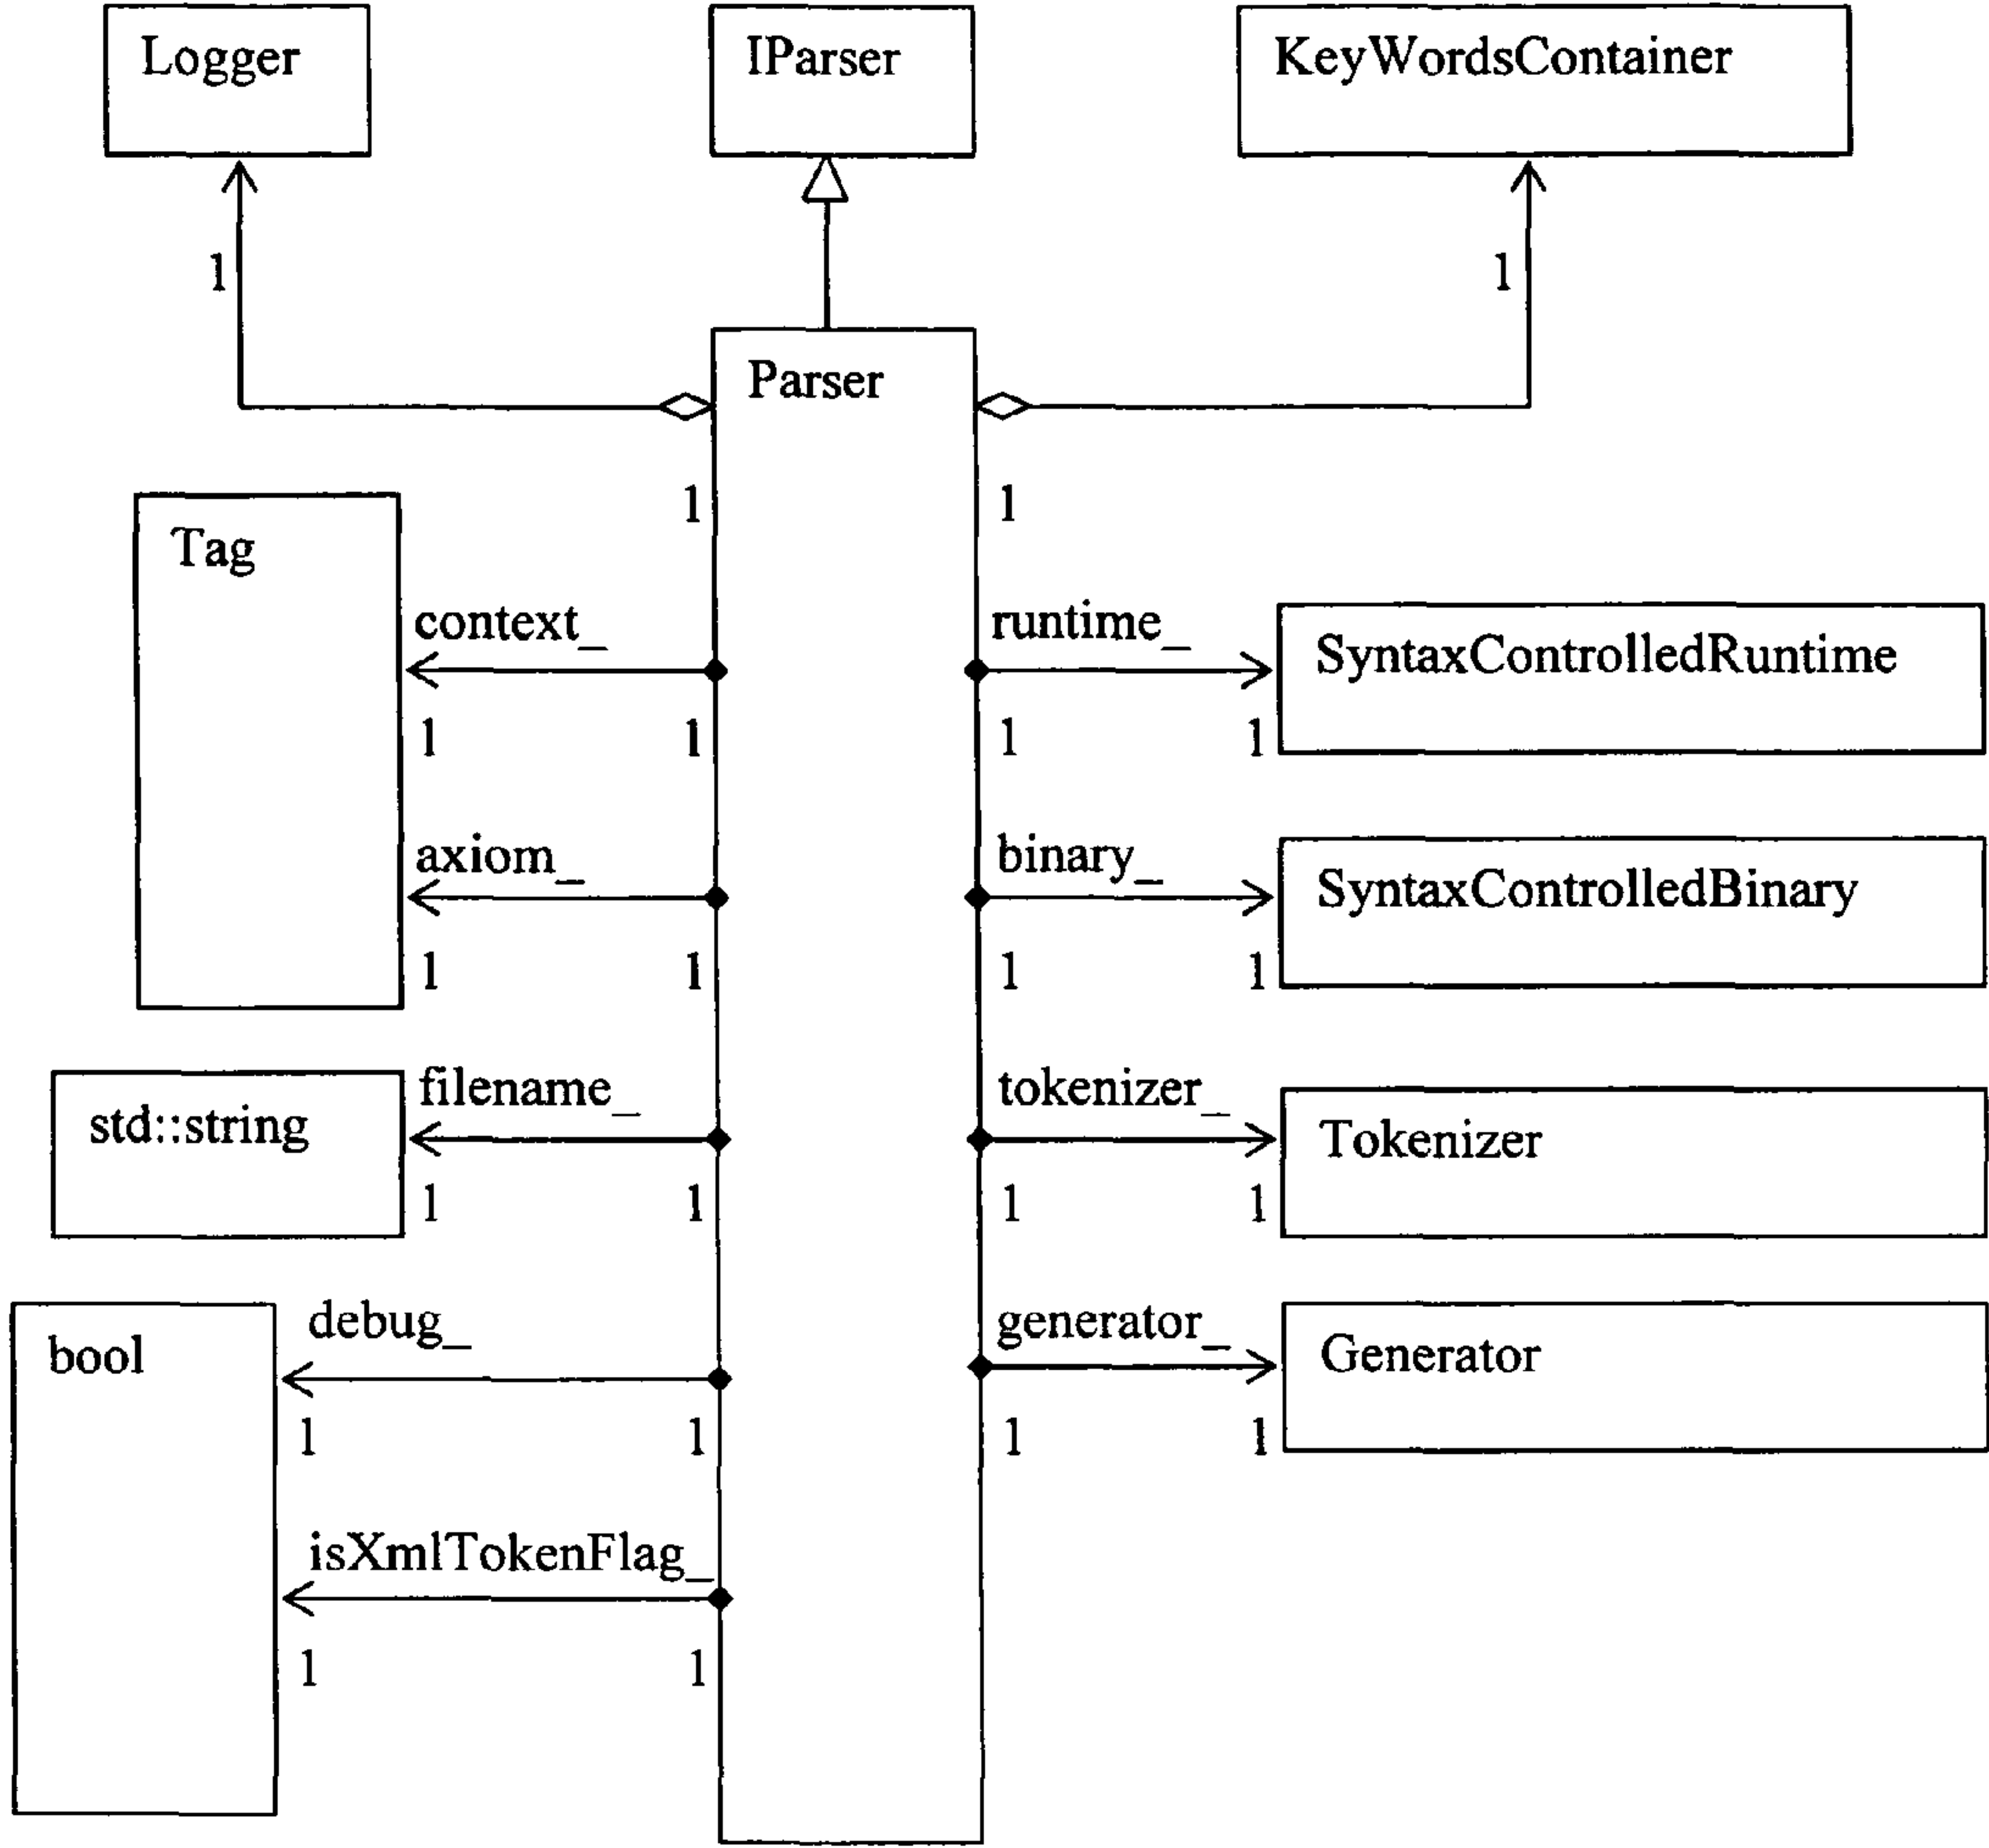 Logger
IParser
KeyWordsContainer
1
1
Parser
1
1
Tag
context_
runtime_
SyntaxControlledRuntime
1
1
1
1
axiom_
binary_
SyntaxControlledBinary
1
1
1
1
std::string
filename_
tokenizer_
Tokenizer
1
1
1
1
bool
debug_
generator_
Generator
1
1
1
1
isXmlTokenFlag_
1
1